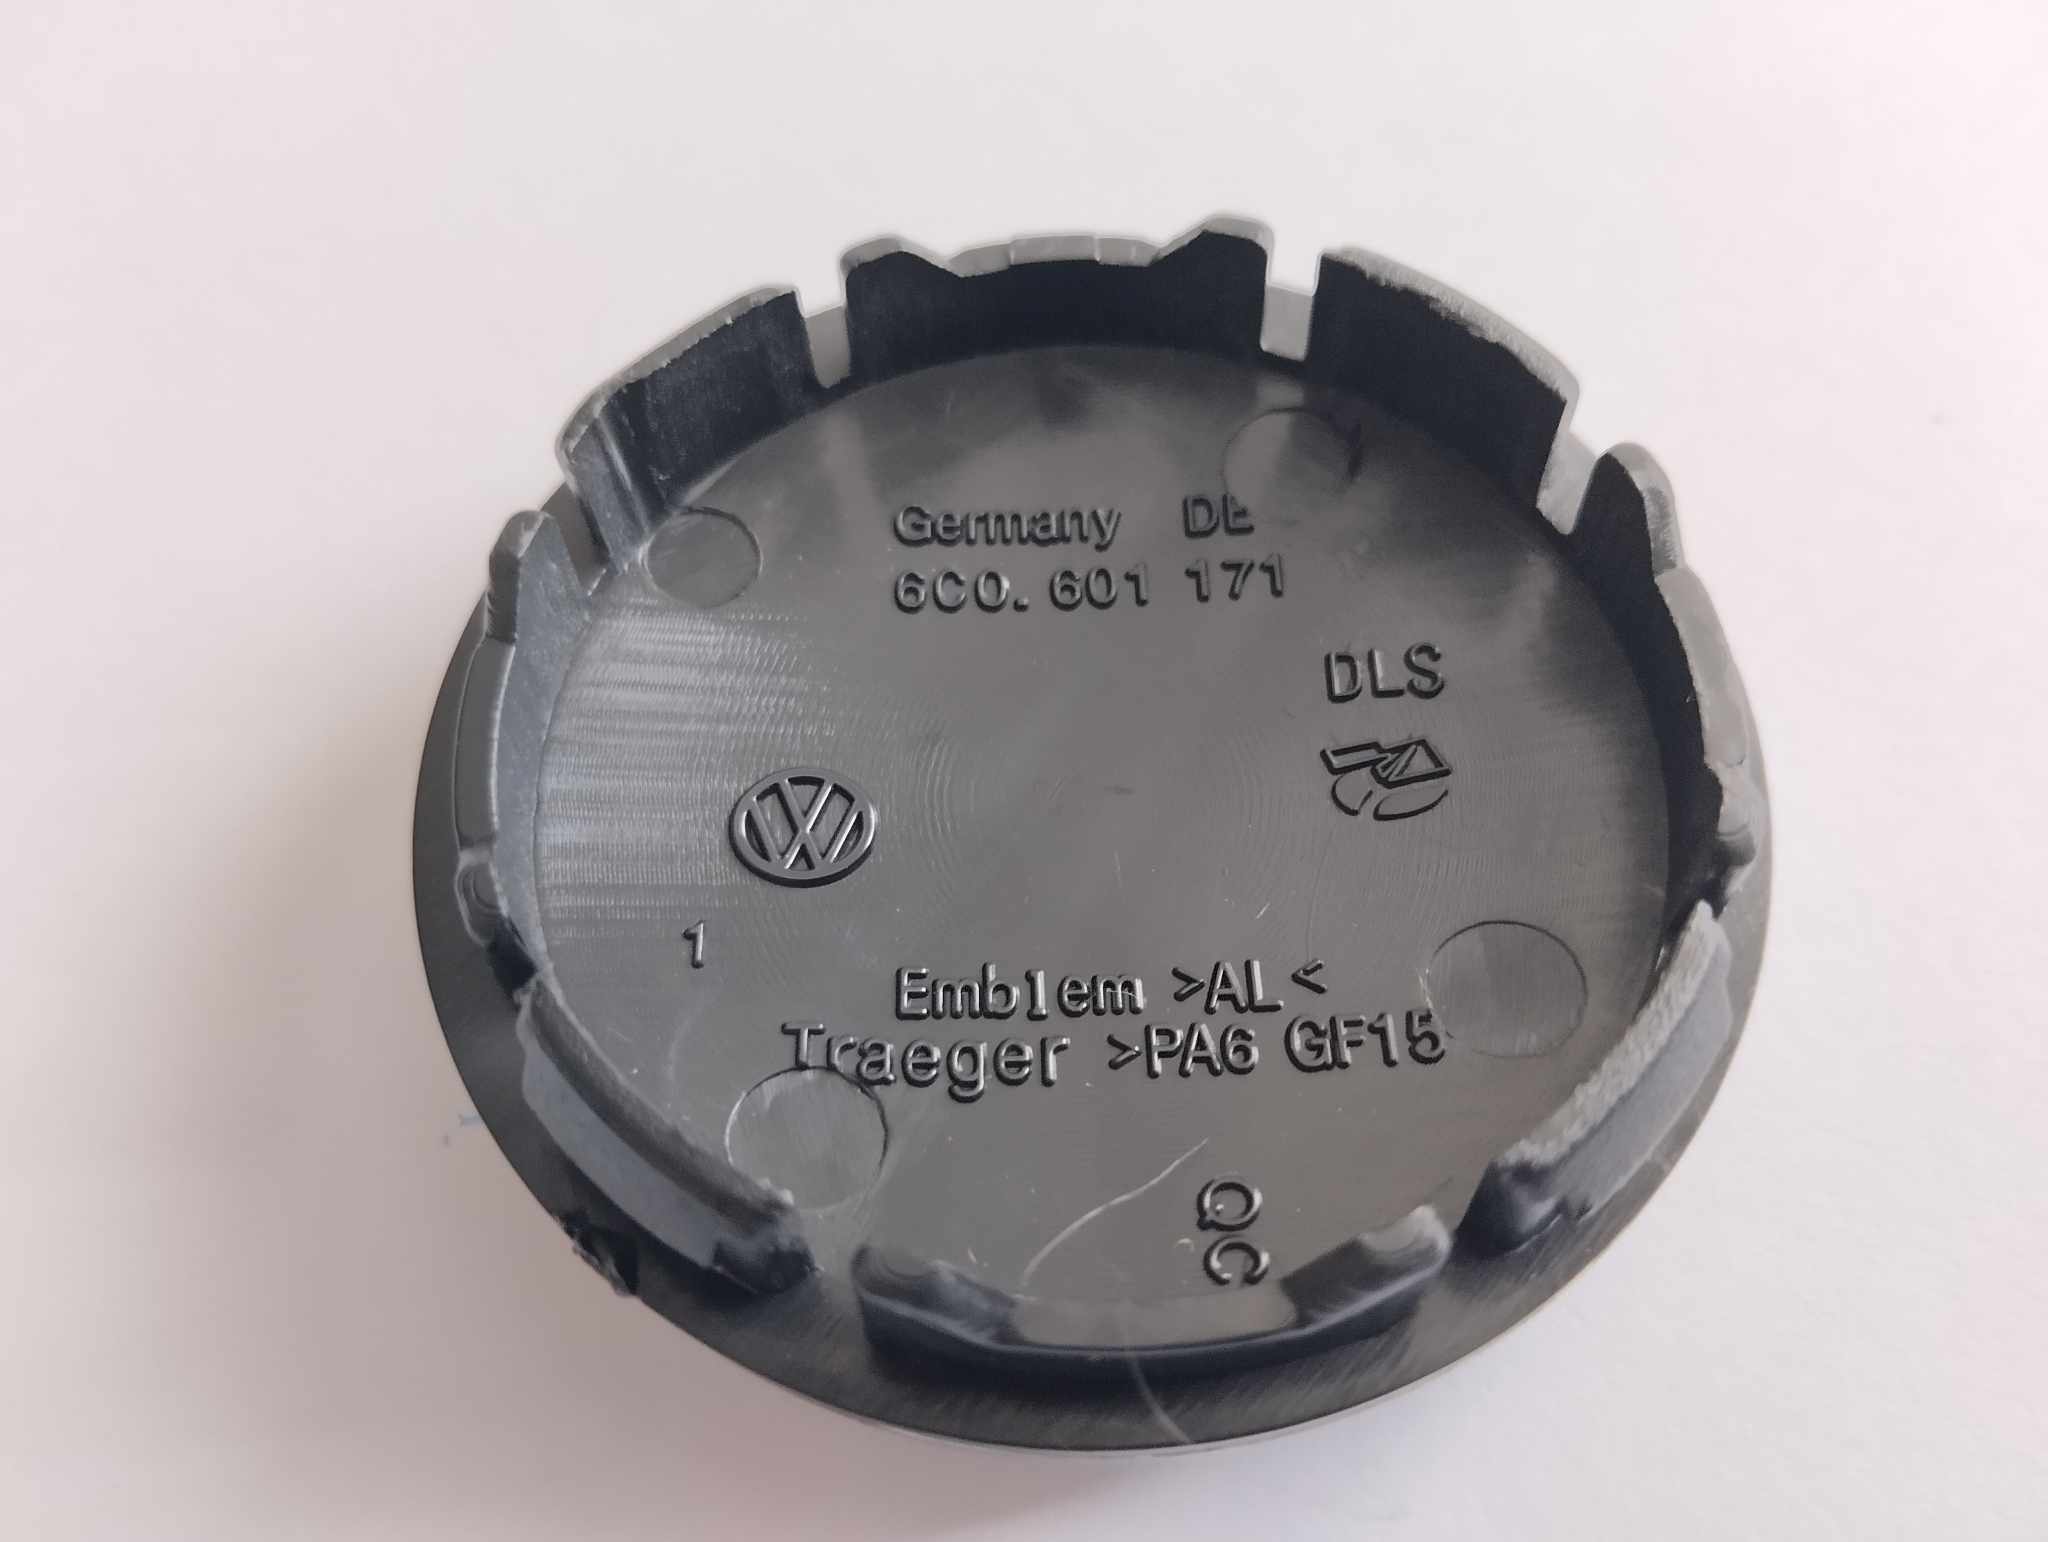 Germany DE
6C0. 601 171
DLS
1
Emblem >AL<
Traeger >PA6 GF15
QC